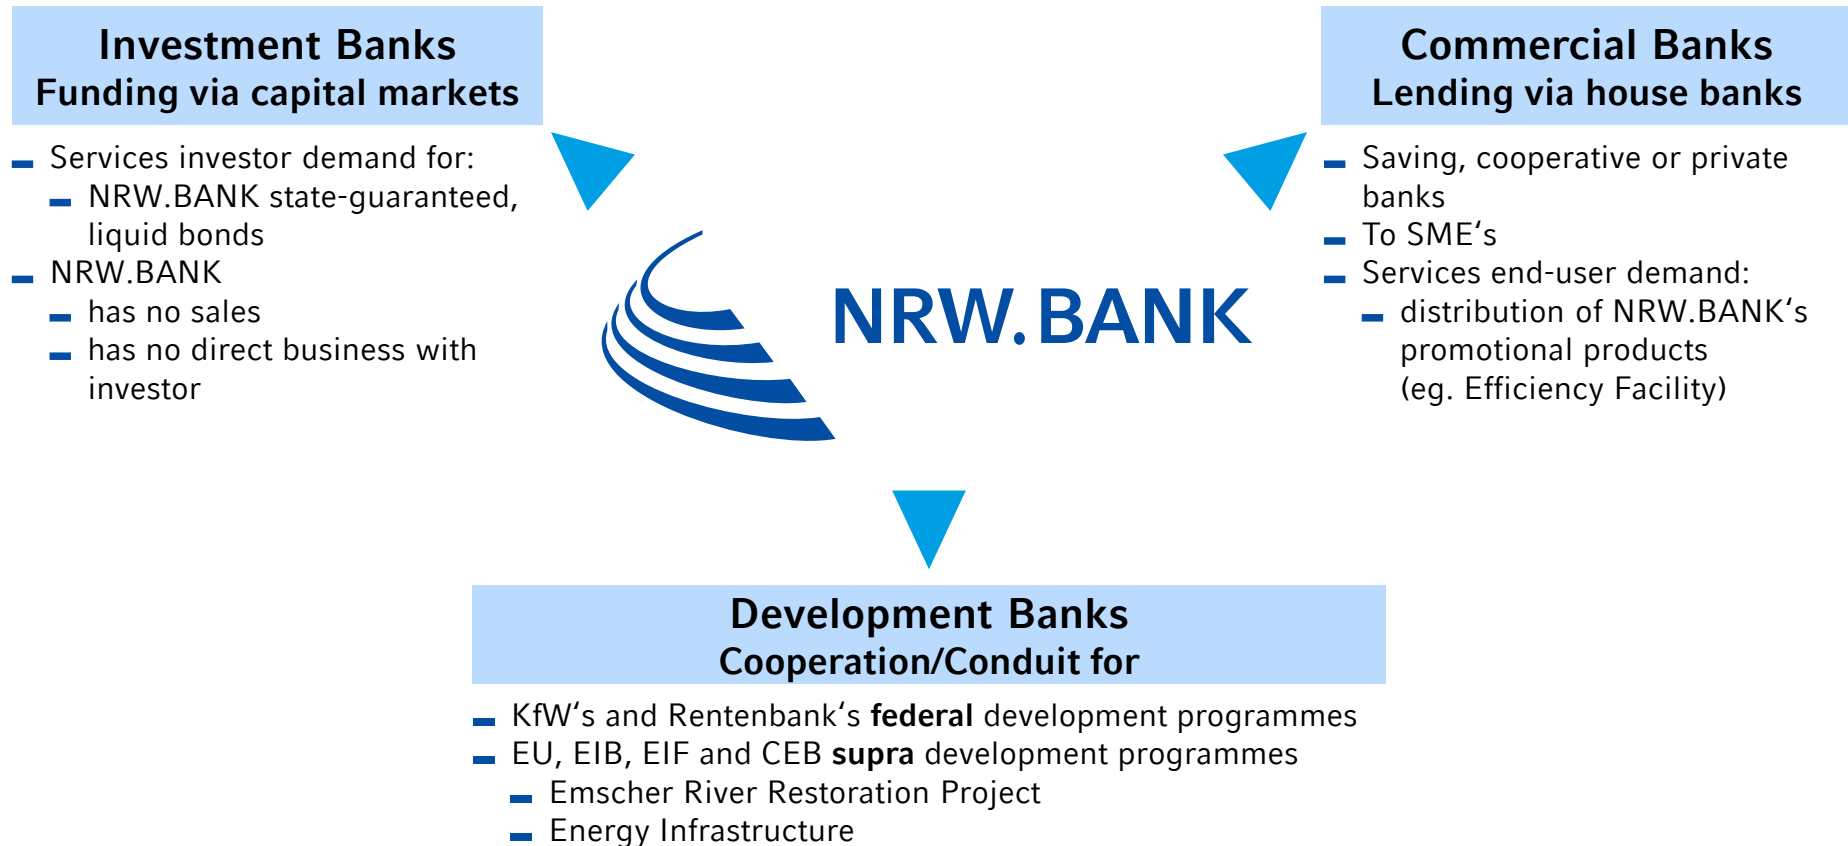 Investment Banks
Funding via capital markets
Services investor demand for:
NRW.BANK state-guaranteed,
liquid bonds
NRW.BANK
has no sales
has no direct business with
investor
Commercial Banks
Lending via house banks
Saving, cooperative or private
banks
To SME‘s
Services end-user demand:
distribution of NRW.BANK‘s
promotional products
(eg. Efficiency Facility)
NRW.BANK
Development Banks
Cooperation/Conduit for
KfW‘s and Rentenbank‘s federal development programmes
EU, EIB, EIF and CEB supra development programmes
Emscher River Restoration Project
Energy Infrastructure